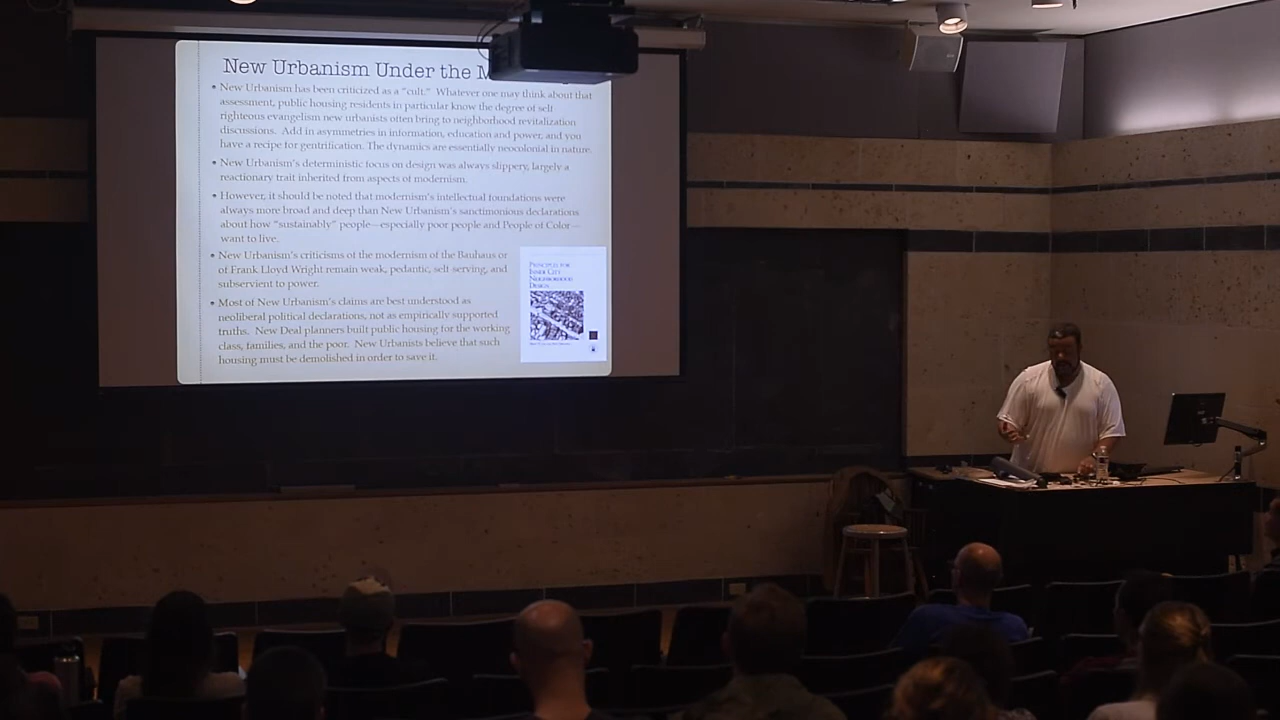 New Urbanism Under the M
• New Urbanism has been criticized as a "cult." Whatever one may think about that
assessment, public housing residents in particular know the degree of self
righteous evangelism new urbanists often bring to neighborhood revitalization
discussions. Add in asymmetries in information, education and power, and you
have a recipe for gentrification. The dynamics are essentially neocolonial in nature.
• New Urbanism's deterministic focus on design was always slippery, largely a
reactionary trait inherited from aspects of modernism.
• However, it should be noted that modernism's intellectual foundations were
always more broad and deep than New Urbanism's sanctimonious declarations
about how "sustainably" people—especially poor people and People of Color—
want to live.
• New Urbanism's criticisms of the modernism of the Bauhaus or
of Frank Lloyd Wright remain weak, pedantic, self serving, and
subservient to power.
• Most of New Urbanism's claims are best understood as
neoliberal political declarations, not as empirically supported
truths. New Deal planners built public housing for the working
class, families, and the poor. New Urbanists believe that such
housing must be demolished in order to save it.
PRINCIPLES FOR
INNER CITY
NEIGHBORHOOD
DESIGN